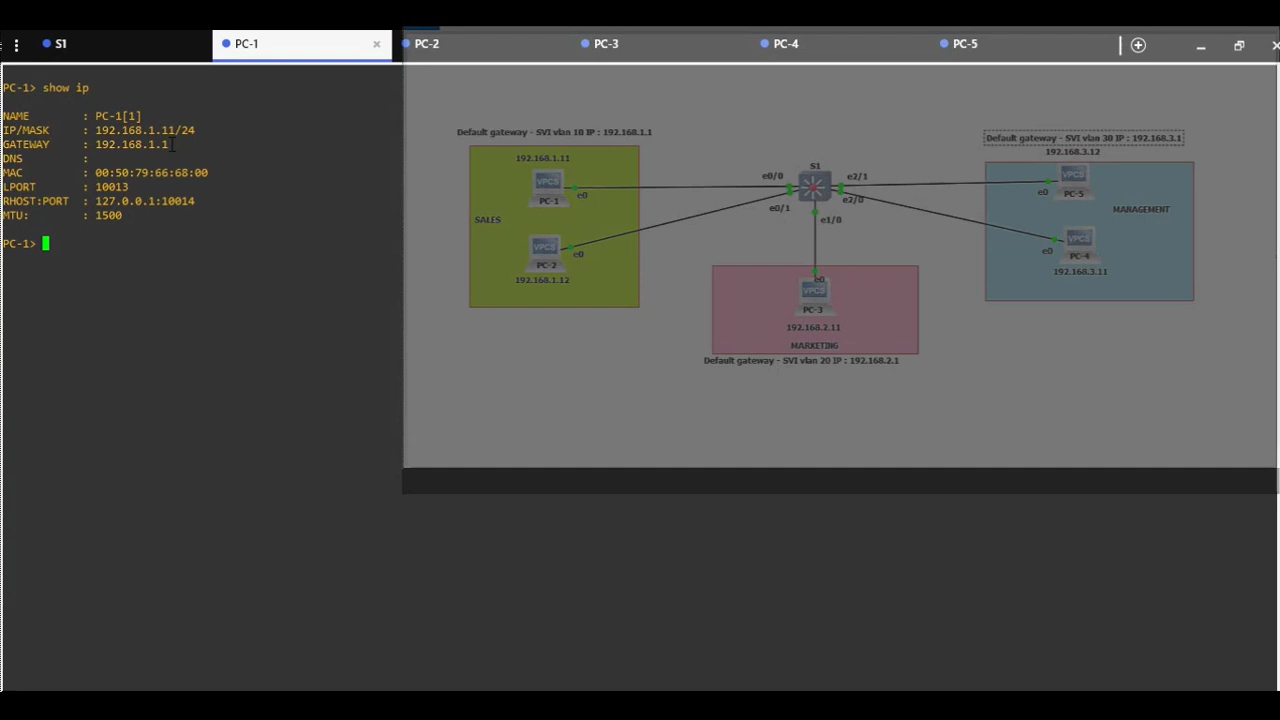 S1
PC-1
PC-2
PC-3
PC-4
PC-5
PC-1> show ip
NAME : PC-1[1]
IP/MASK : 192.168.1.11/24
GATEWAY : 192.168.1.1
DNS :
MAC : 00:50:79:66:68:00
LPORT : 10013
RHOST:PORT : 127.0.0.1:10014
MTU: : 1500
PC-1>
Default gateway - SVI vlan 10 IP : 192.168.1.1
192.168.1.11
VPCS
PC-1
e0
SALES
VPCS
PC-2
e0
192.168.1.12
S1
e0/0
e0/1
e2/1
e2/0
e1/0
e0
VPCS
PC-3
192.168.2.11
MARKETING
Default gateway - SVI vlan 20 IP : 192.168.2.1
Default gateway - SVI vlan 30 IP : 192.168.3.1
192.168.3.12
VPCS
e0
PC-5
MANAGEMENT
VPCS
e0
PC-4
192.168.3.11